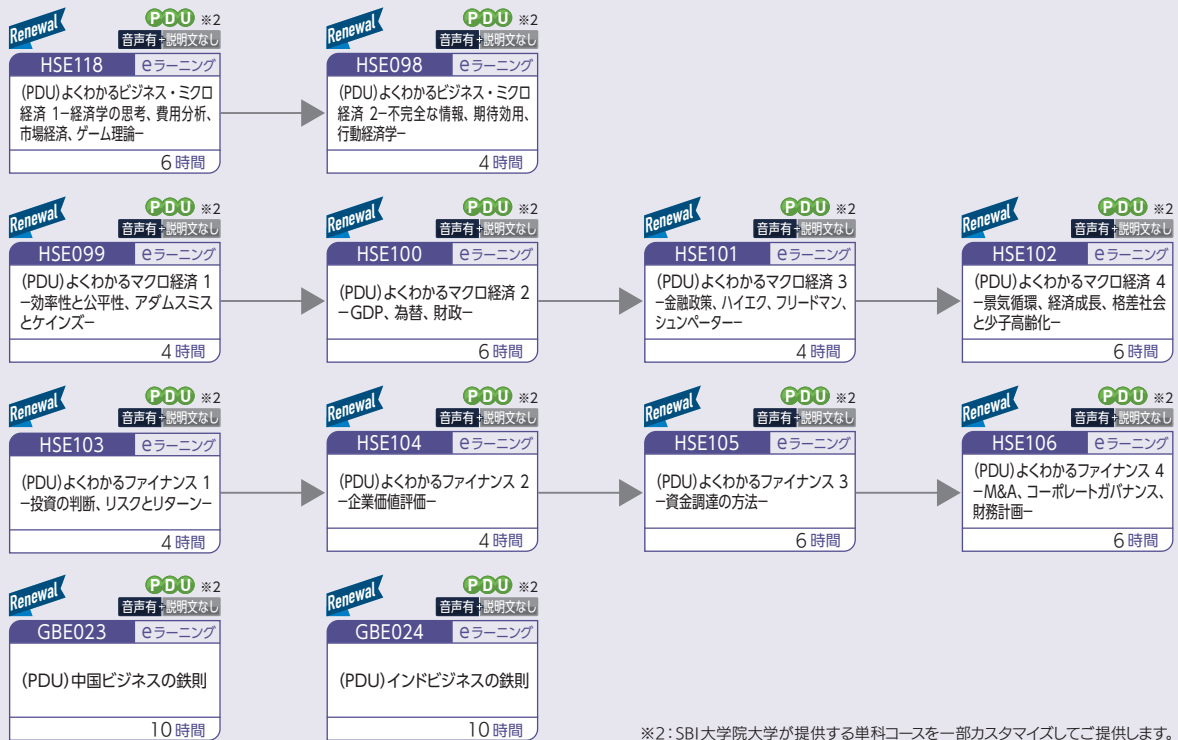 Renewal
PDU ※2
音声有+説明文なし
HSE118 eラーニング
(PDU)よくわかるビジネス・ミクロ
経済 1−経済学の思考、費用分析、
市場経済、ゲーム理論−
6時間
Renewal
PDU ※2
音声有+説明文なし
HSE098 eラーニング
(PDU)よくわかるビジネス・ミクロ
経済 2−不完全な情報、期待効用、
行動経済学−
4時間
Renewal
PDU ※2
音声有+説明文なし
HSE099 eラーニング
(PDU)よくわかるマクロ経済 1
−効率性と公平性、アダムスミス
とケインズ−
4時間
Renewal
PDU ※2
音声有+説明文なし
HSE100 eラーニング
(PDU)よくわかるマクロ経済 2
−GDP、為替、財政−
6時間
Renewal
PDU ※2
音声有+説明文なし
HSE101 eラーニング
(PDU)よくわかるマクロ経済 3
−金融政策、ハイエク、フリードマン、
シュンペーター−
4時間
Renewal
PDU ※2
音声有+説明文なし
HSE102 eラーニング
(PDU)よくわかるマクロ経済 4
−景気循環、経済成長、格差社会
と少子高齢化−
6時間
Renewal
PDU ※2
音声有+説明文なし
HSE103 eラーニング
(PDU)よくわかるファイナンス 1
−投資の判断、リスクとリターン−
4時間
Renewal
PDU ※2
音声有+説明文なし
HSE104 eラーニング
(PDU)よくわかるファイナンス 2
−企業価値評価−
4時間
Renewal
PDU ※2
音声有+説明文なし
HSE105 eラーニング
(PDU)よくわかるファイナンス 3
−資金調達の方法−
6時間
Renewal
PDU ※2
音声有+説明文なし
HSE106 eラーニング
(PDU)よくわかるファイナンス 4
−M&A、コーポレートガバナンス、
財務計画−
6時間
Renewal
PDU ※2
音声有+説明文なし
GBE023 eラーニング
(PDU)中国ビジネスの鉄則
10時間
Renewal
PDU ※2
音声有+説明文なし
GBE024 eラーニング
(PDU)インドビジネスの鉄則
10時間
※2：SBI大学院大学が提供する単科コースを一部カスタマイズしてご提供します。